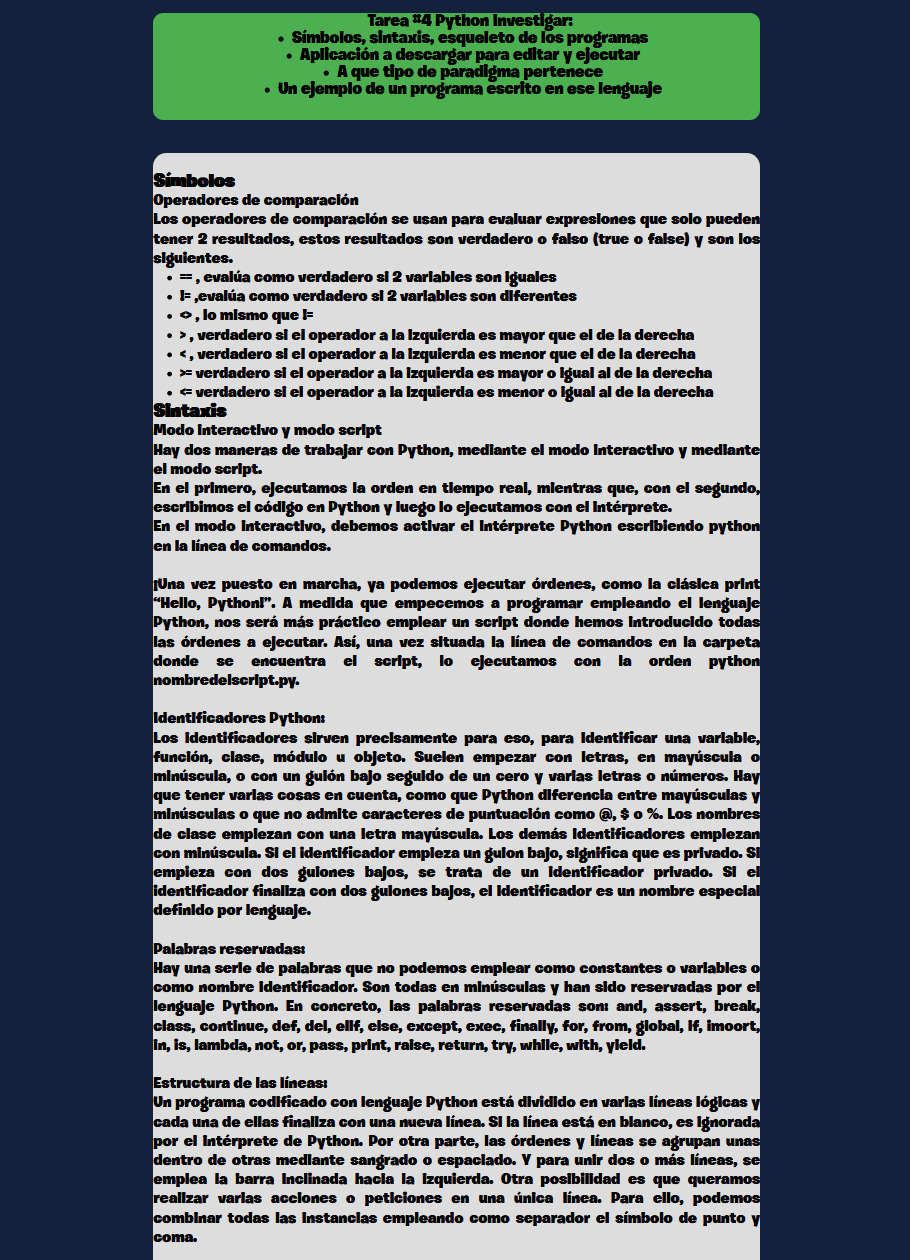 Tarea #4 Python Investigar:
• Símbolos, sintaxis, esqueleto de los programas
• Aplicación a descargar para editar y ejecutar
• A que tipo de paradigma pertenece
• Un ejemplo de un programa escrito en ese lenguaje
Símbolos
Operadores de comparación
Los operadores de comparación se usan para evaluar expresiones que solo pueden
tener 2 resultados, estos resultados son verdadero o falso (true o false) y son los
siguientes.
• == , evalúa como verdadero si 2 variables son iguales
• != ,evalúa como verdadero si 2 variables son diferentes
• <> , lo mismo que !=
• > , verdadero si el operador a la izquierda es mayor que el de la derecha
• < , verdadero si el operador a la izquierda es menor que el de la derecha
• >= verdadero si el operador a la izquierda es mayor o igual al de la derecha
• <= verdadero si el operador a la izquierda es menor o igual al de la derecha
Sintaxis
Modo interactivo y modo script
Hay dos maneras de trabajar con Python, mediante el modo interactivo y mediante
el modo script.
En el primero, ejecutamos la orden en tiempo real, mientras que, con el segundo,
escribimos el código en Python y luego lo ejecutamos con el intérprete.
En el modo interactivo, debemos activar el intérprete Python escribiendo python
en la línea de comandos.
¡Una vez puesto en marcha, ya podemos ejecutar órdenes, como la clásica print
“Hello, Python!”. A medida que empecemos a programar empleando el lenguaje
Python, nos será más práctico emplear un script donde hemos introducido todas
las órdenes a ejecutar. Así, una vez situada la línea de comandos en la carpeta
donde se encuentra el script, lo ejecutamos con la orden python
nombredelscript.py.
Identificadores Python:
Los identificadores sirven precisamente para eso, para identificar una variable,
función, clase, módulo u objeto. Suelen empezar con letras, en mayúscula o
minúscula, o con un guión bajo seguido de un cero y varias letras o números. Hay
que tener varias cosas en cuenta, como que Python diferencia entre mayúsculas y
minúsculas o que no admite caracteres de puntuación como @, $ o %. Los nombres
de clase empiezan con una letra mayúscula. Los demás identificadores empiezan
con minúscula. Si el identificador empieza un guion bajo, significa que es privado. Si
empieza con dos guiones bajos, se trata de un identificador privado. Si el
identificador finaliza con dos guiones bajos, el identificador es un nombre especial
definido por lenguaje.
Palabras reservadas:
Hay una serie de palabras que no podemos emplear como constantes o variables o
como nombre identificador. Son todas en minúsculas y han sido reservadas por el
lenguaje Python. En concreto, las palabras reservadas son: and, assert, break,
class, continue, def, del, elif, else, except, exec, finally, for, from, global, if, imoort,
in, is, lambda, not, or, pass, print, raise, return, try, while, with, yield.
Estructura de las líneas:
Un programa codificado con lenguaje Python está dividido en varias líneas lógicas y
cada una de ellas finaliza con una nueva línea. Si la línea está en blanco, es ignorada
por el intérprete de Python. Por otra parte, las órdenes y líneas se agrupan unas
dentro de otras mediante sangrado o espaciado. Y para unir dos o más líneas, se
emplea la barra inclinada hacia la izquierda. Otra posibilidad es que queramos
realizar varias acciones o peticiones en una única línea. Para ello, podemos
combinar todas las instancias empleando como separador el símbolo de punto y
coma.